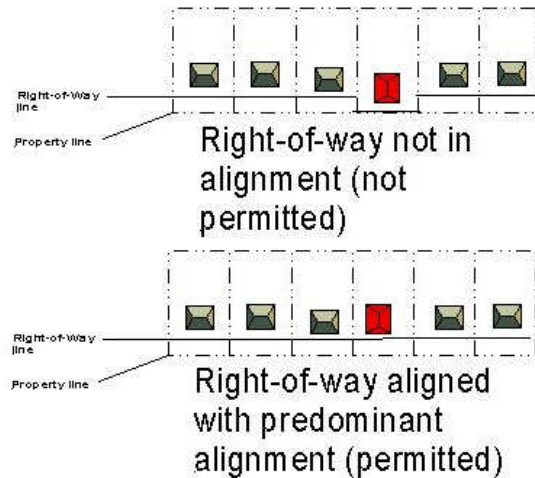 Right-of-Way
line
Property line
Right-of-way not in
alignment (not
permitted)
Right-of-Way
line
Property line
Right-of-way aligned
with predominant
alignment (permitted)